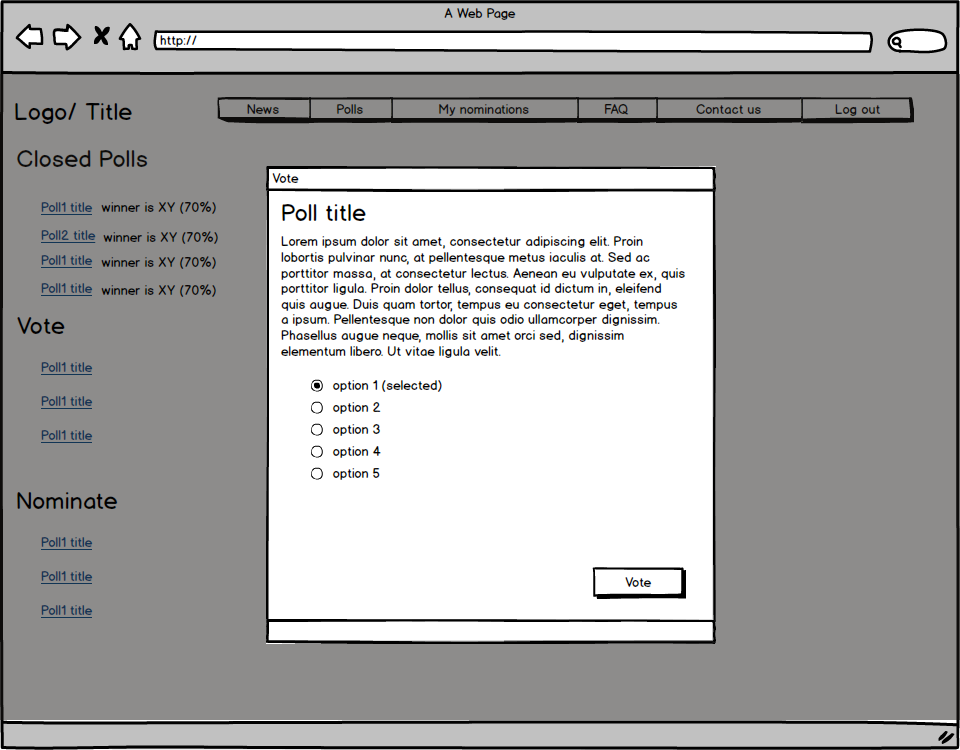 A Web Page
http://
Logo/ Title
News Polls My nominations FAQ Contact us Log out
Closed Polls
Poll1 title winner is XY (70%)
Poll2 title winner is XY (70%)
Poll1 title winner is XY (70%)
Poll1 title winner is XY (70%)
Vote
Poll1 title
Poll1 title
Poll1 title
Nominate
Poll1 title
Poll1 title
Poll1 title
Vote
Poll title
Lorem ipsum dolor sit amet, consectetur adipiscing elit. Proin
lobortis pulvinar nunc, at pellentesque metus iaculis at. Sed ac
porttitor massa, at consectetur lectus. Aenean eu vulputate ex, quis
porttitor ligula. Proin dolor tellus, consequat id dictum in, eleifend
quis augue. Duis quam tortor, tempus eu consectetur eget, tempus
a ipsum. Pellentesque non dolor quis odio ullamcorper dignissim.
Phasellus augue neque, mollis sit amet orci sed, dignissim
elementum libero. Ut vitae ligula velit.
option 1 (selected)
option 2
option 3
option 4
option 5
Vote